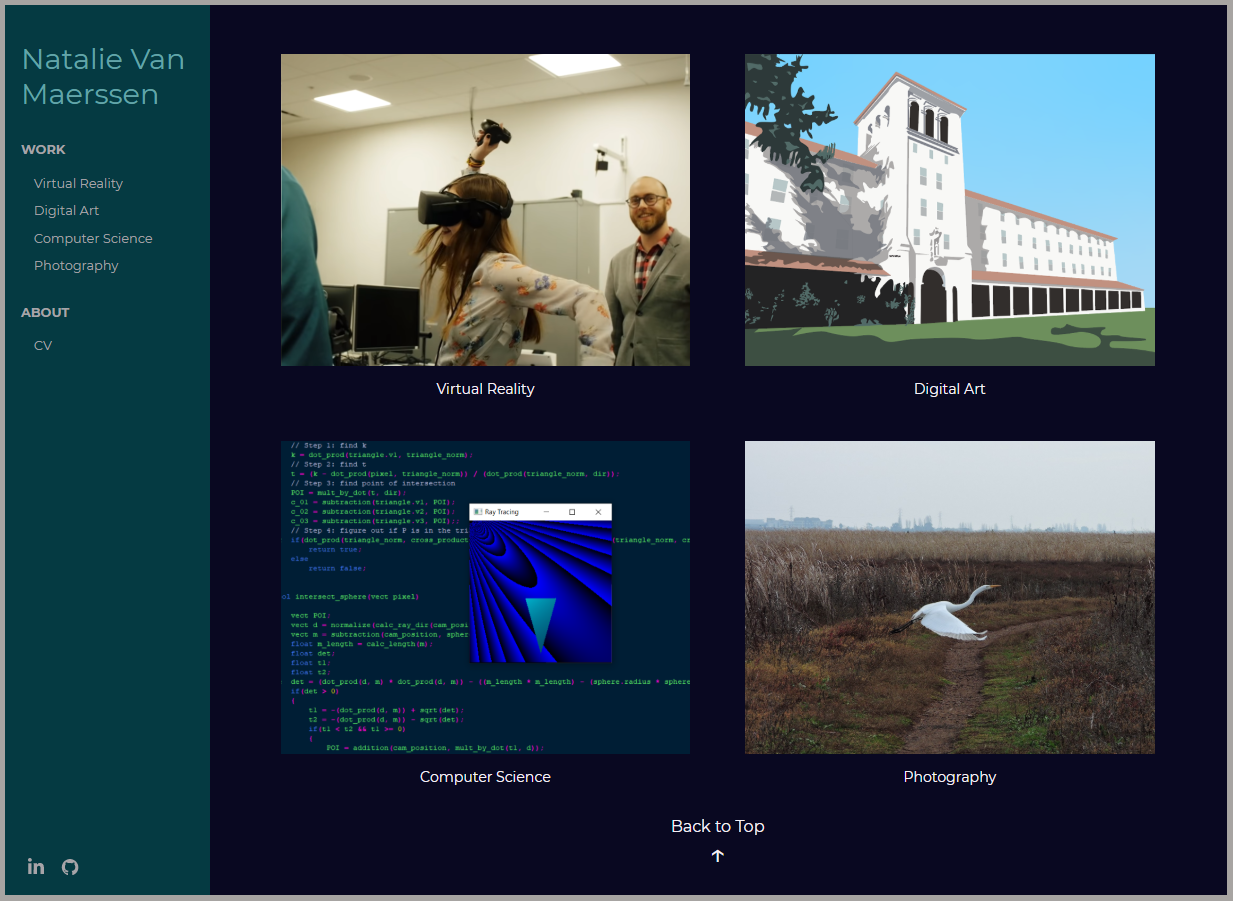 Natalie Van
Maerssen
WORK
Virtual Reality
Digital Art
Computer Science
Photography
ABOUT
CV
in
Virtual Reality
Digital Art
// Step 1: find k
k = dot_prod(triangle.v1, triangle_norm);
// Step 2: find t
t = (k - dot_prod(pixel, triangle_norm)) / (dot_prod(triangle_norm, dir));
// Step 3: find point of intersection
POI = mult_by_dot(t, dir);
c_01 = subtraction(triangle.v1, POI);
c_02 = subtraction(triangle.v2, POI);
c_03 = subtraction(triangle.v3, POI);;
// Step 4: figure out if P is in the tri
if(dot_prod(triangle_norm, cross_product (triangle_norm, cr
return true;
else
return false;
ol intersect_sphere(vect pixel)
vect POI;
vect d = normalize(calc_ray_dir(cam_posi
vect m = subtraction(cam_position, spher
float m_length = calc_length(m);
float det;
float t1;
float t2;
det = (dot_prod(d, m) * dot_prod(d, m)) - ((m_length * m_length) - (sphere.radius * sphere
if(det > 0)
{
t1 = -(dot_prod(d, m)) + sqrt(det);
t2 = -(dot_prod(d, m)) - sqrt(det);
if(t1 < t2 && t1 >= 0)
{
POI = addition(cam_position, mult_by_dot(t1, d));
Ray Tracing
Computer Science
Photography
Back to Top